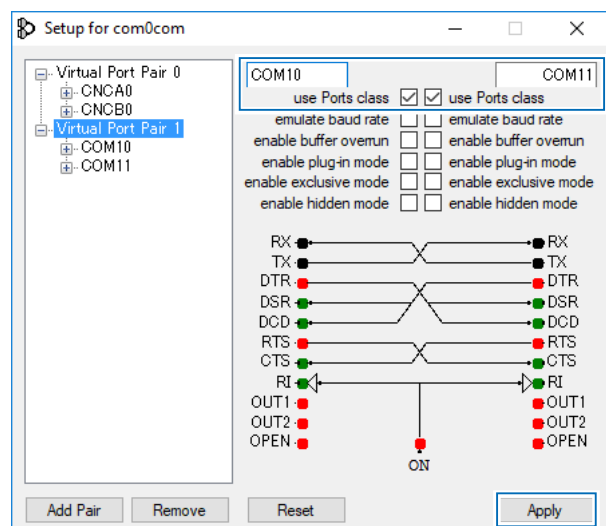 Setup for com0com
Virtual Port Pair 0
CNCA0
CNCB0
Virtual Port Pair 1
COM10
COM11
COM10 COM11
use Ports class use Ports class
emulate baud rate emulate baud rate
enable buffer overrun enable buffer overrun
enable plug-in mode enable plug-in mode
enable exclusive mode enable exclusive mode
enable hidden mode enable hidden mode
RX RX
TX TX
DTR DTR
DSR DSR
DCD DCD
RTS RTS
CTS CTS
RI RI
OUT1 OUT1
OUT2 OUT2
OPEN OPEN
ON
Add Pair Remove Reset Apply